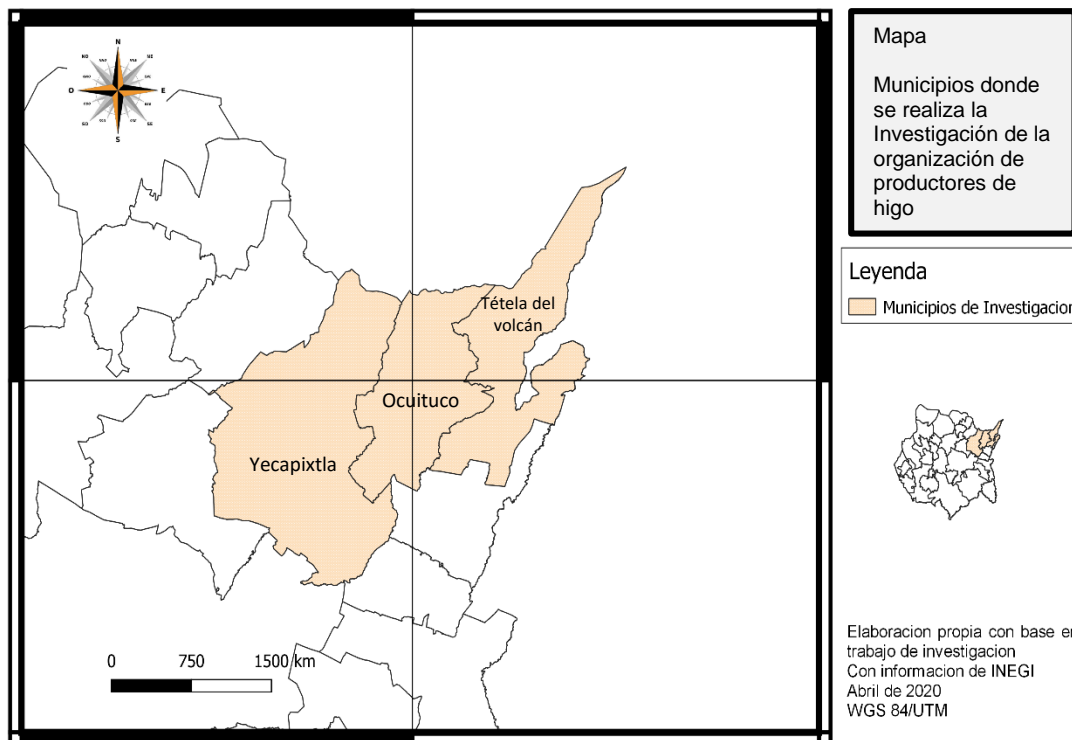 Mapa
Municipios donde
se realiza la
Investigación de la
organización de
productores de
higo
N
O
E
S
Tétela del
volcán
Ocuituco
Yecapixtla
0 750 1500 km
Leyenda
Municipios de Investigacion
Elaboracion propia con base en
trabajo de investigacion
Con informacion de INEGI
Abril de 2020
WGS 84/UTM